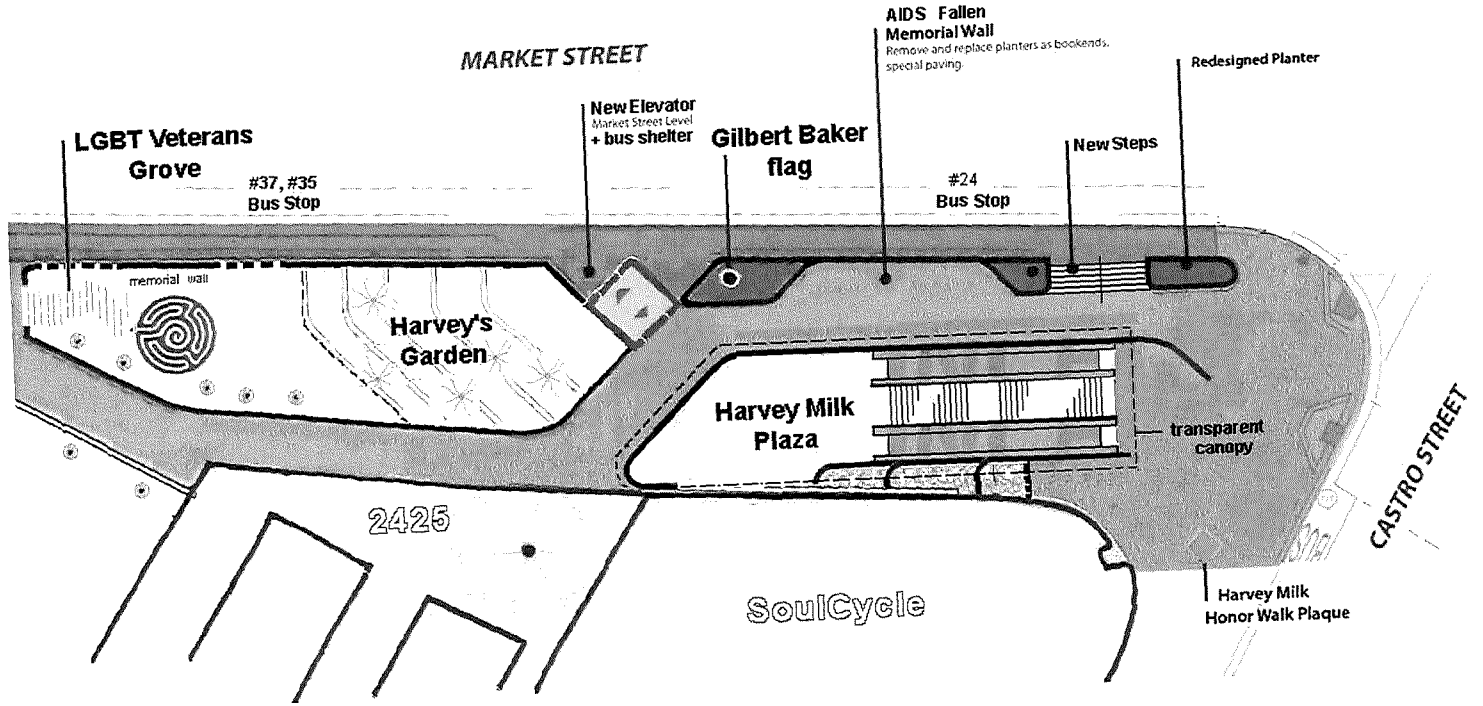 AIDS Fallen
Memorial Wall
Remove and replace planters as bookends,
special paving.
MARKET STREET
Redesigned Planter
New Elevator
Market Street Level
+ bus shelter
Gilbert Baker
flag
LGBT Veterans
Grove
New Steps
#37, #35
Bus Stop
#24
Bus Stop
memorial wall
Harvey's
Garden
Harvey Milk
Plaza
transparent
canopy
CASTRO STREET
2425
SoulCycle
Harvey Milk
Honor Walk Plaque